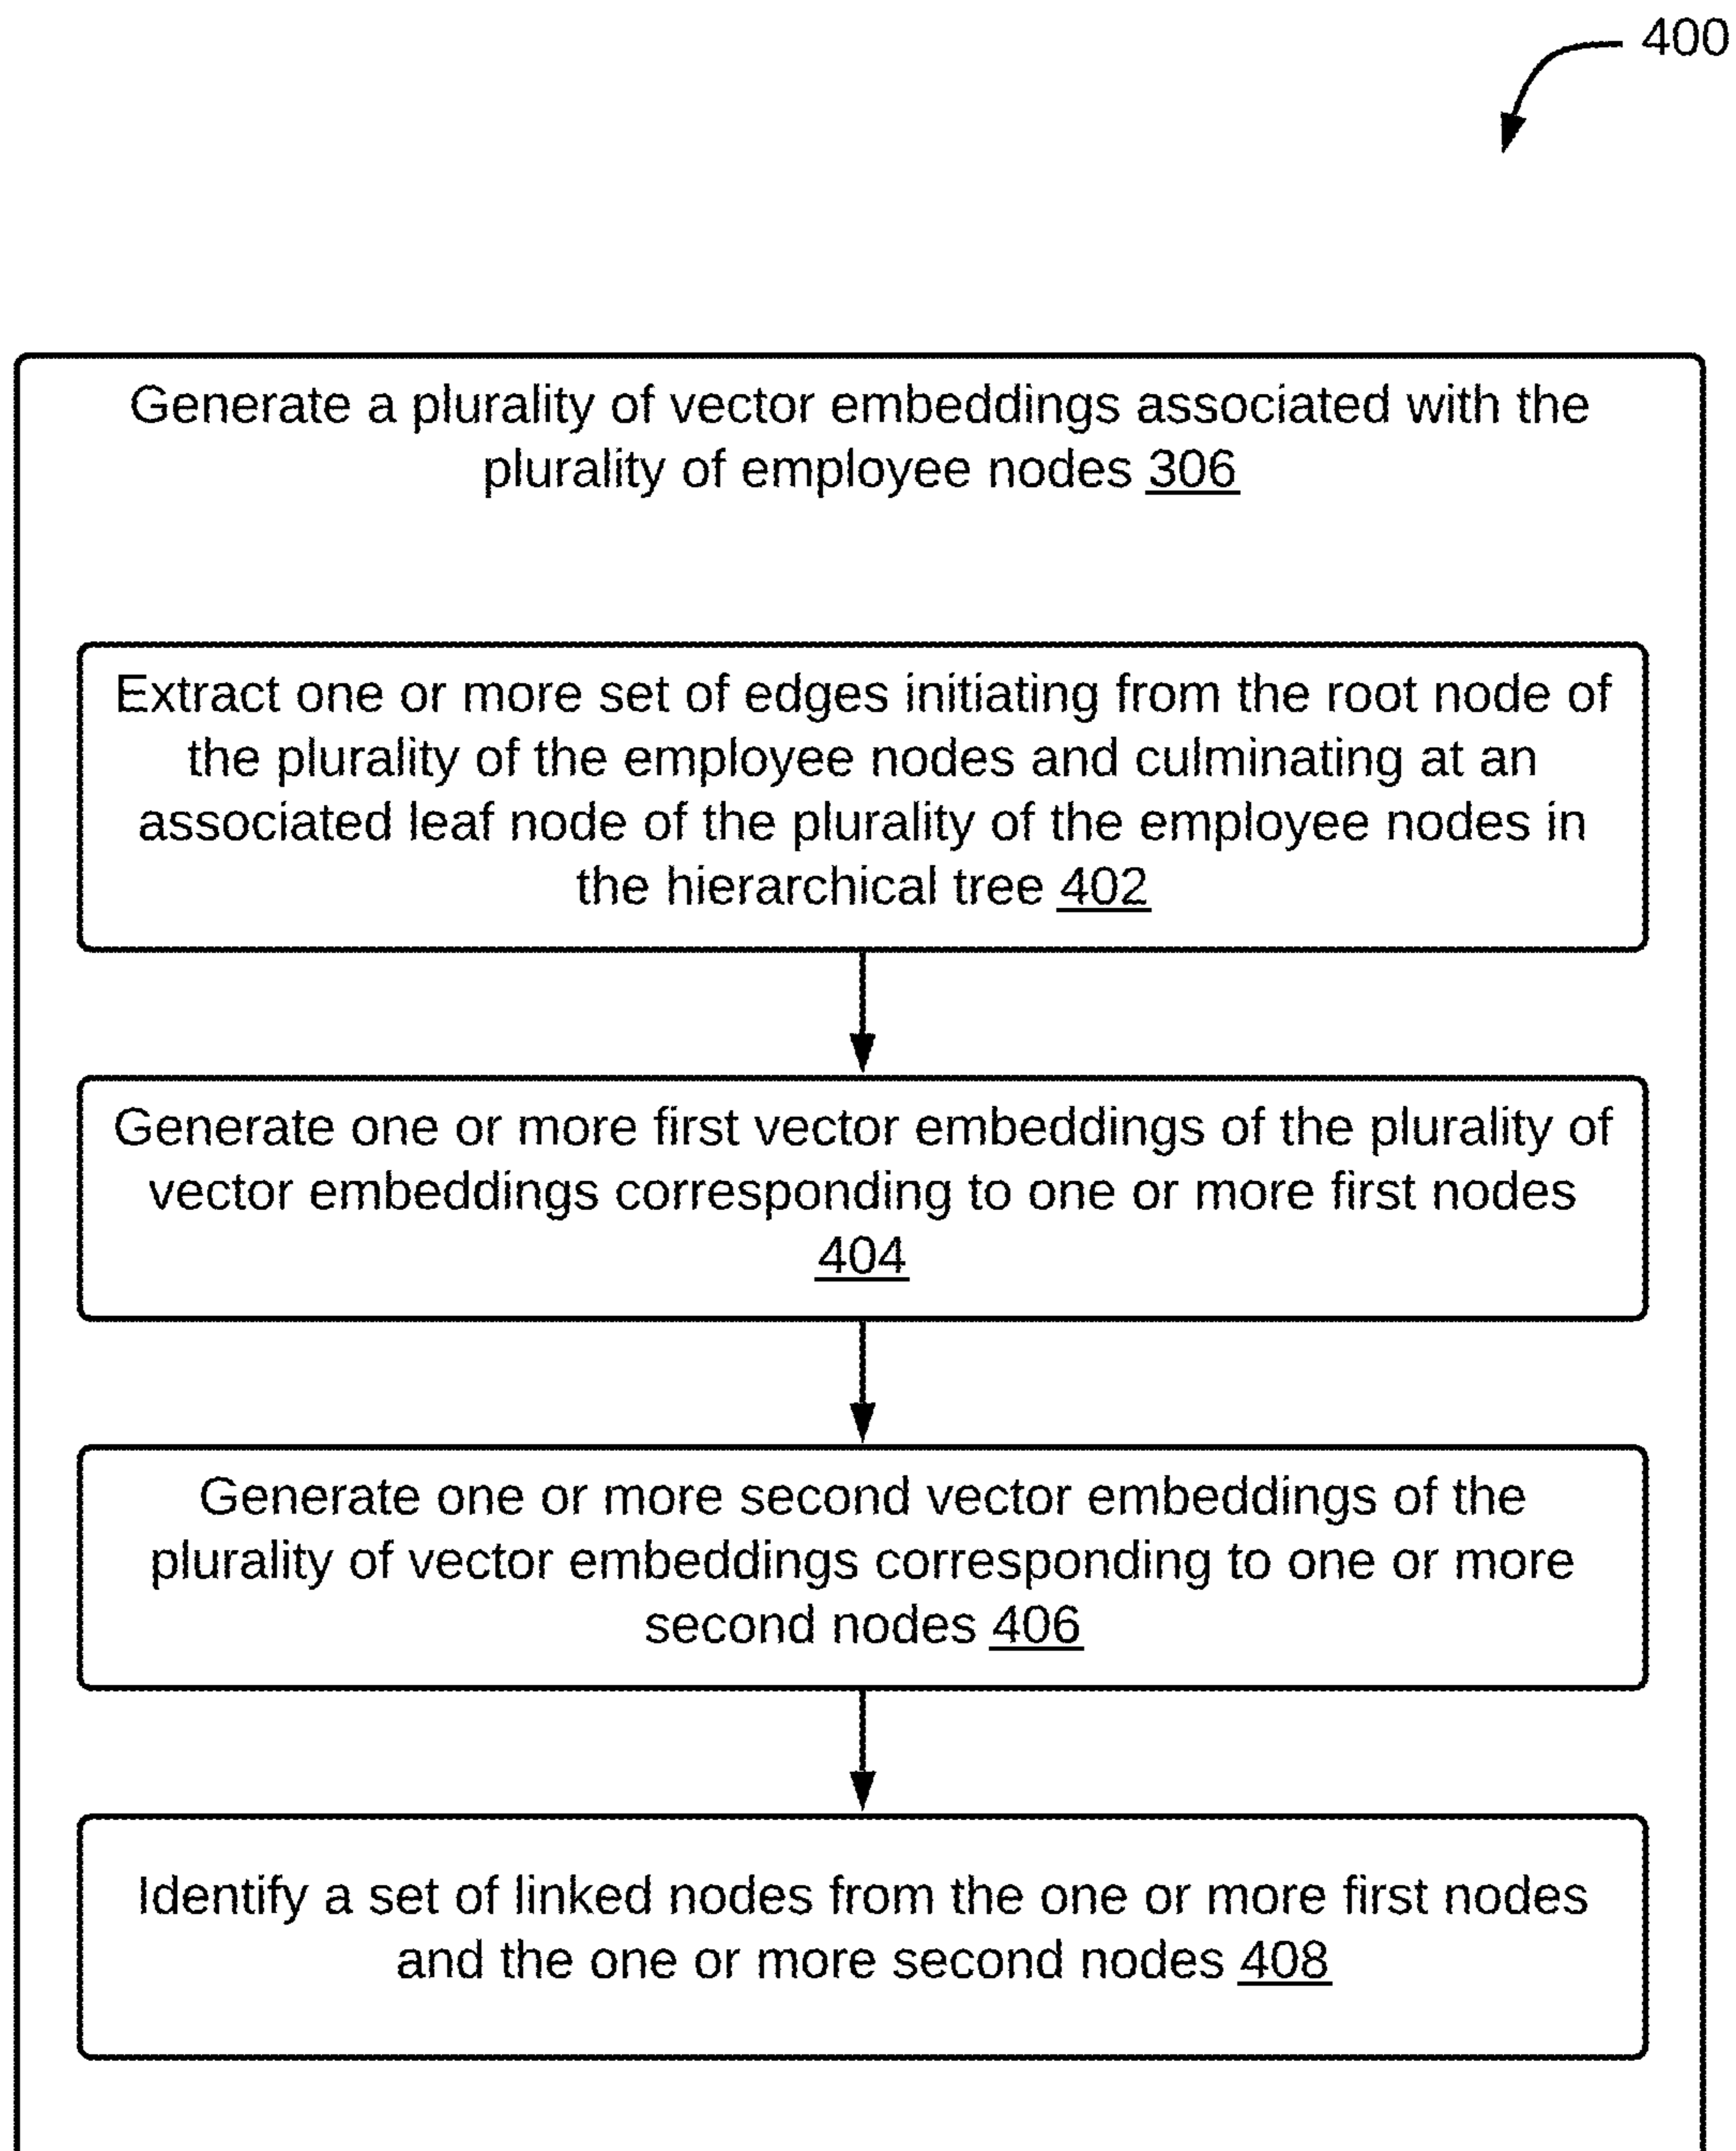 400
Generate a plurality of vector embeddings associated with the
plurality of employee nodes 306
Extract one or more set of edges initiating from the root node of
the plurality of the employee nodes and culminating at an
associated leaf node of the plurality of the employee nodes in
the hierarchical tree 402
Generate one or more first vector embeddings of the plurality of
vector embeddings corresponding to one or more first nodes
404
Generate one or more second vector embeddings of the
plurality of vector embeddings corresponding to one or more
second nodes 406
Identify a set of linked nodes from the one or more first nodes
and the one or more second nodes 408